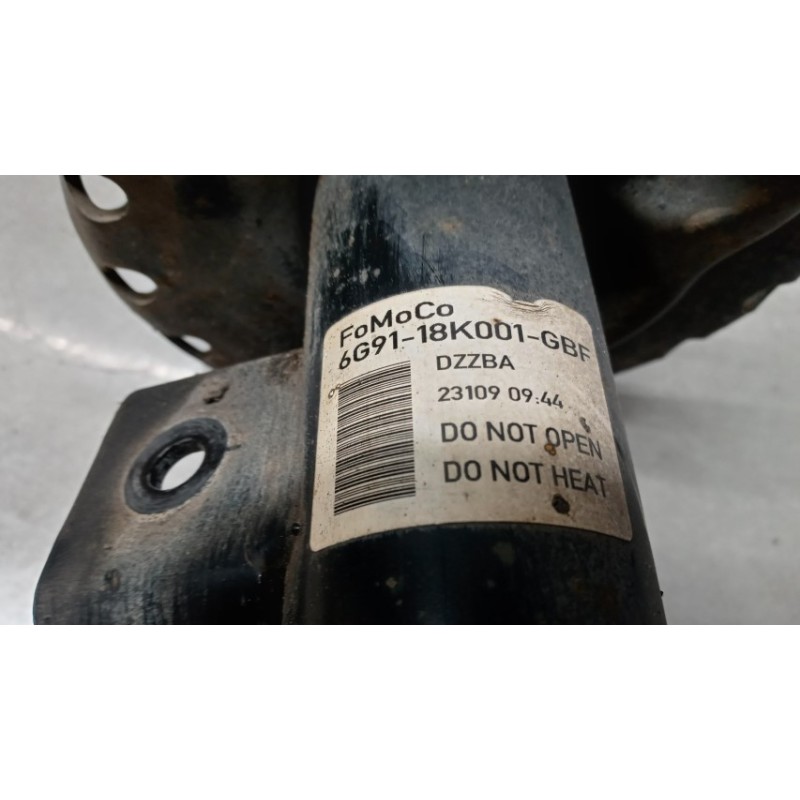 FoMoCo
6G91-18K001-GBF
DZZBA
23109 09:44
DO NOT OPEN
DO NOT HEAT